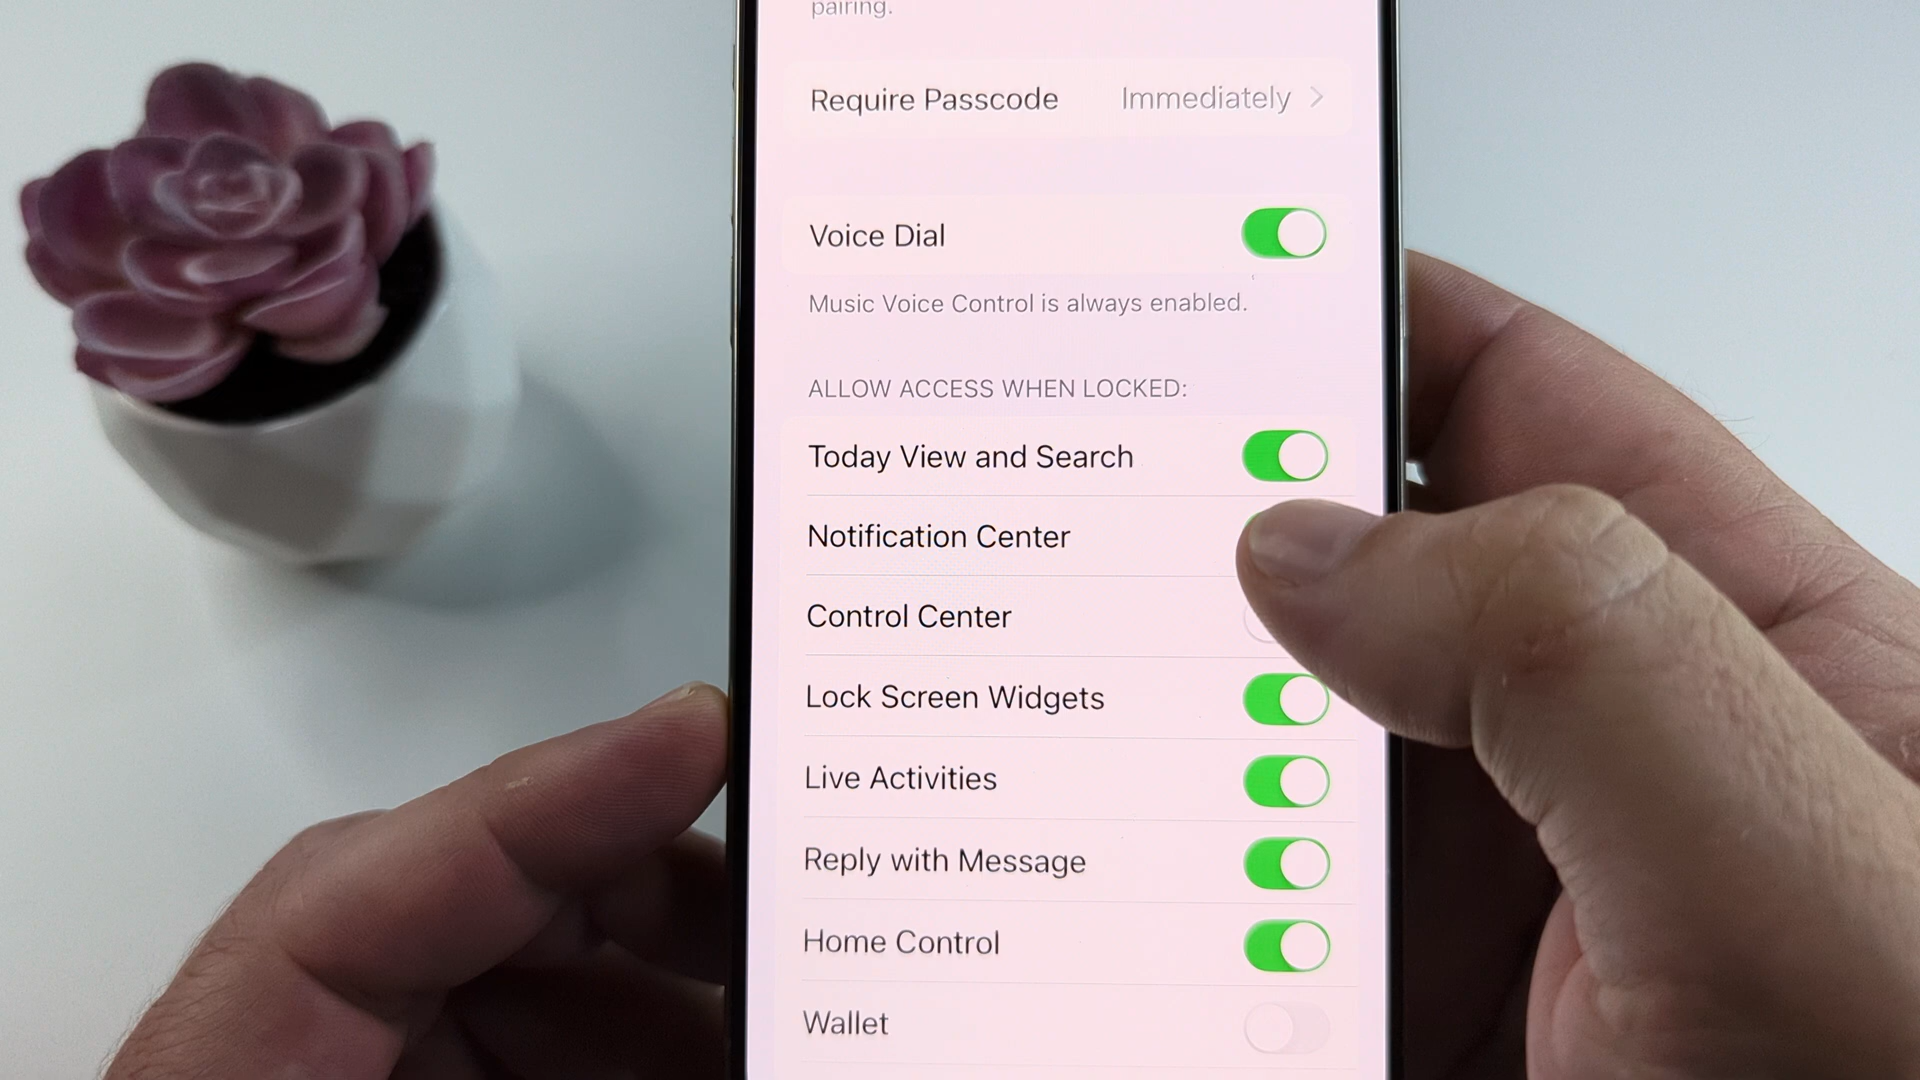 pairing.
Require Passcode Immediately
Voice Dial
Music Voice Control is always enabled.
ALLOW ACCESS WHEN LOCKED:
Today View and Search
Notification Center
Control Center
Lock Screen Widgets
Live Activities
Reply with Message
Home Control
Wallet